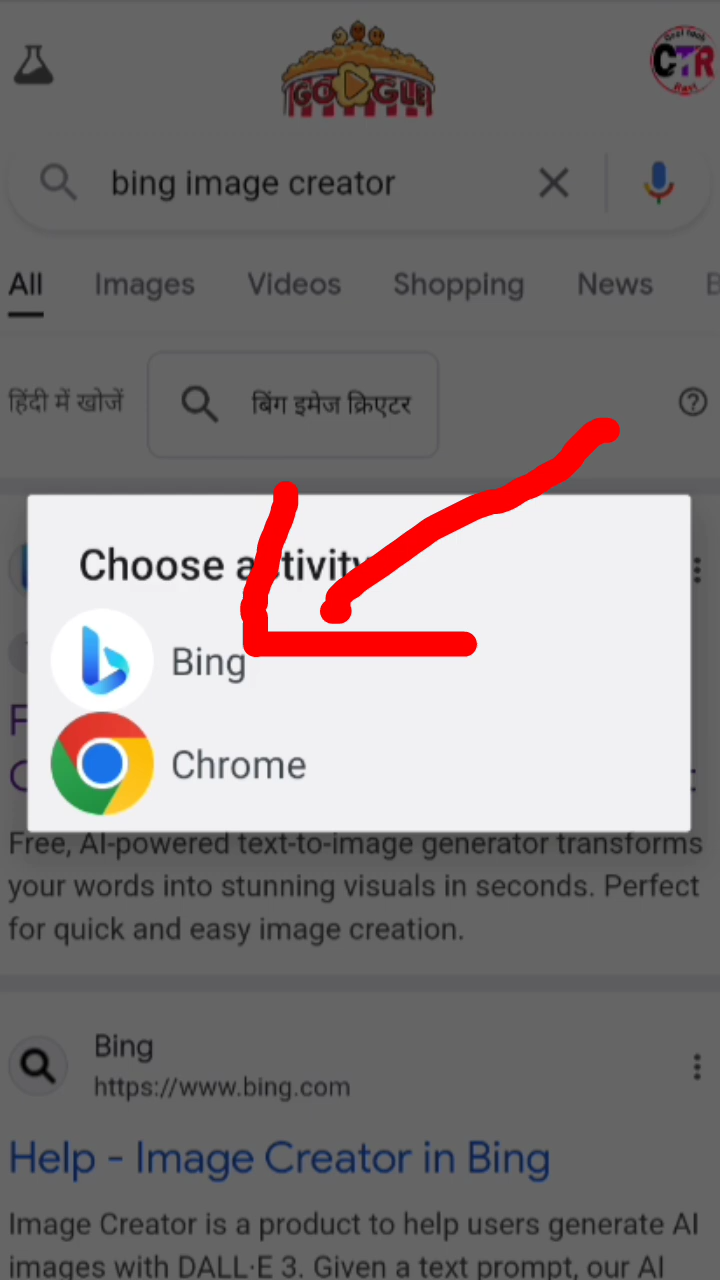 GOOGLE
CTR
bing image creator
All Images Videos Shopping News
हिंदी में खोजें बिंग इमेज क्रिएटर
Choose activity
Bing
Chrome
Free, AI-powered text-to-image generator transforms
your words into stunning visuals in seconds. Perfect
for quick and easy image creation.
Bing
https://www.bing.com
Help - Image Creator in Bing
Image Creator is a product to help users generate AI
images with DALL·E 3. Given a text prompt, our AI